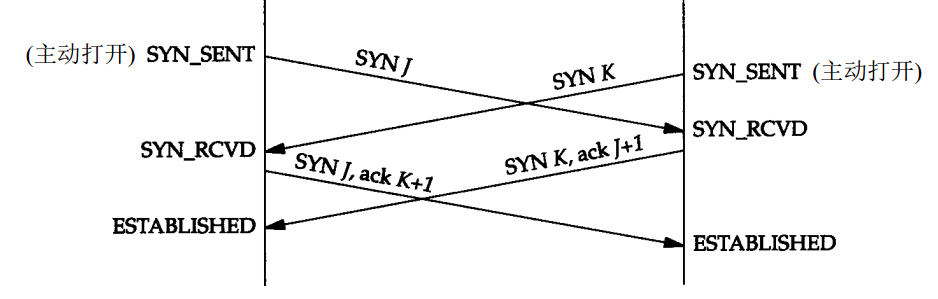 (主动打开) SYN_SENT
SYN J
SYN K
SYN_SENT (主动打开)
SYN_RCVD
SYN_RCVD
SYN J, ack K+1
SYN K, ack J+1
ESTABLISHED
ESTABLISHED